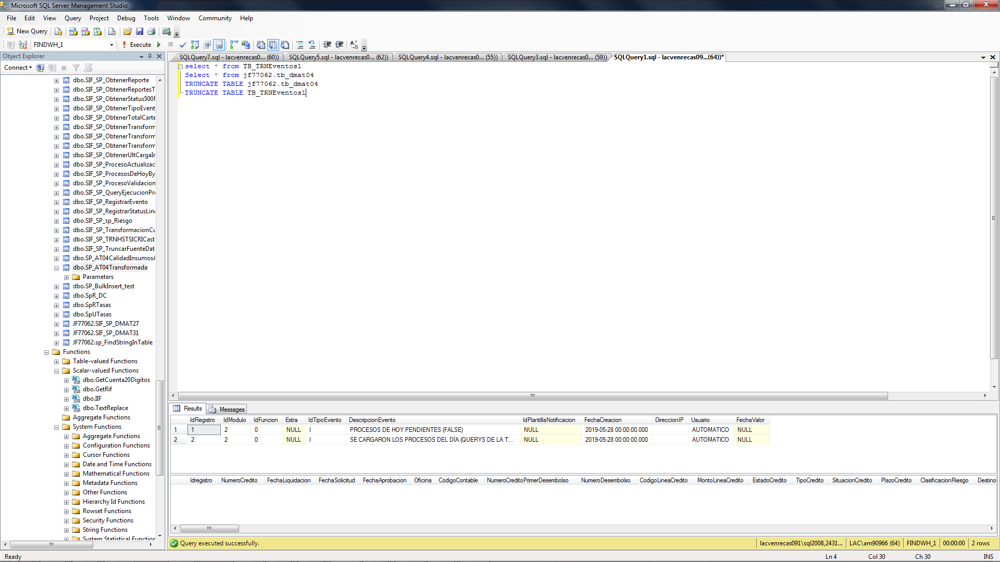 Microsoft SQL Server Management Studio
File Edit View Query Project Debug Tools Window Community Help
New Query
FINDWH_1 Execute
Object Explorer
Connect
dbo.SIF_SP_ObtenerReporte
dbo.SIF_SP_ObtenerReportesT
dbo.SIF_SP_ObtenerStatus500M
dbo.SIF_SP_ObtenerTipoEvent
dbo.SIF_SP_ObtenerTotalCarte
dbo.SIF_SP_ObtenerTransform
dbo.SIF_SP_ObtenerTransform
dbo.SIF_SP_ObtenerTransform
dbo.SIF_SP_ObtenerUltCargaIr
dbo.SIF_SP_ProcesoActualizac
dbo.SIF_SP_ProcesosDeHoyBy
dbo.SIF_SP_ProcesoValidacion
dbo.SIF_SP_QueryEjecucionPr
dbo.SIF_SP_RegistrarEvento
dbo.SIF_SP_RegistrarStatusLin
dbo.SIF_SP_sp_Riesgo
dbo.SIF_SP_TransformacionCu
dbo.SIF_SP_TRNHSTSICRICast
dbo.SIF_SP_TruncarFuenteDat
dbo.SP_AT04CalidadInsumosA
dbo.SP_AT04Transformada
Parameters
dbo.SP_BulkInsert_test
dbo.SpR_DC
dbo.SpRTasas
dbo.SpUTasas
JF77062.SIF_SP_DMAT27
JF77062.SIF_SP_DMAT31
JF77062.sp_FindStringInTable
Functions
Table-valued Functions
Scalar-valued Functions
dbo.GetCuenta20Digitos
dbo.GetRif
dbo.IIF
dbo.TextReplace
Aggregate Functions
System Functions
Aggregate Functions
Configuration Functions
Cursor Functions
Date and Time Functions
Mathematical Functions
Metadata Functions
Other Functions
Hierarchy Id Functions
Rowset Functions
Security Functions
String Functions
System Statistical Function
SQLQuery7.sql - lacvenrecas0... (60)) SQLQuery5.sql - lacvenrecas0... (62)) SQLQuery4.sql - lacvenrecas0... (55)) SQLQuery3.sql - lacvenrecas0... (59)) SQLQuery1.sql - lacvenrecas09...(64))*
select * from TB_TRNEventos1
Select * from jf77062.tb_dmat04
TRUNCATE TABLE jf77062.tb_dmat04
TRUNCATE TABLE TB_TRNEventos1
Results Messages
IdRegistro IdModulo IdFuncion Extra IdTipoEvento DescripcionEvento IdPlantillaNotificacion FechaCreacion DireccionIP Usuario FechaValor
1 1 2 0 NULL I PROCESOS DE HOY PENDIENTES (FALSE) NULL 2019-05-28 00:00:00.000 AUTOMATICO NULL
2 2 2 0 NULL I SE CARGARON LOS PROCESOS DEL DÍA (QUERYS DE LA T... NULL 2019-05-28 00:00:00.000 AUTOMATICO NULL
Idregistro NumeroCredito FechaLiquidacion FechaSolicitud FechaAprobacion Oficina CodigoContable NumeroCreditoPrimerDesembolso NumeroDesembolso CodigoLineaCredito MontoLineaCredito EstadoCredito TipoCredito SituacionCredito PlazoCredito ClasificacionRiesgo Destino
Query executed successfully. lacvenrecas091\sql2008,2431... LAC\am90966 (64) FINDWH_1 00:00:00 2 rows
Ready Ln 4 Col 30 Ch 30 INS